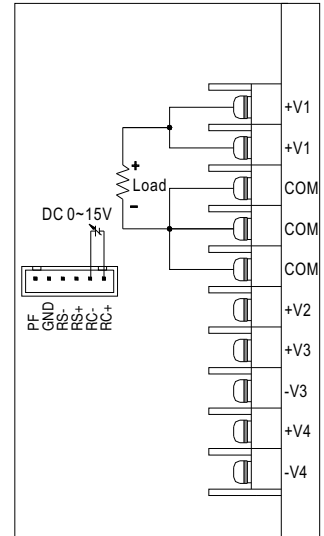 +V1
+V1
+
Load
-
COM
DC 0~15V
COM
COM
PF
GND
RS-
RS+
RC-
RC+
+V2
+V3
-V3
+V4
-V4